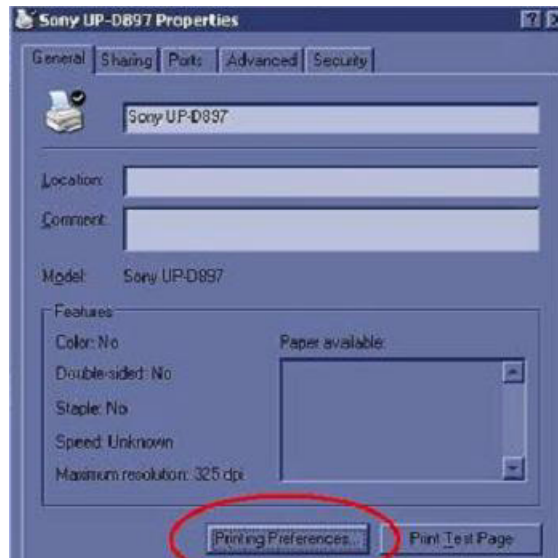 Sony UP-D897 Properties
General Sharing Ports Advanced Security
Sony UP-D897
Location:
Comment:
Model: Sony UP-D897
Features
Color: No Paper available:
Double-sided: No
Staple: No
Speed: Unknown
Maximum resolution: 325 dpi
Printing Preferences... Print Test Page